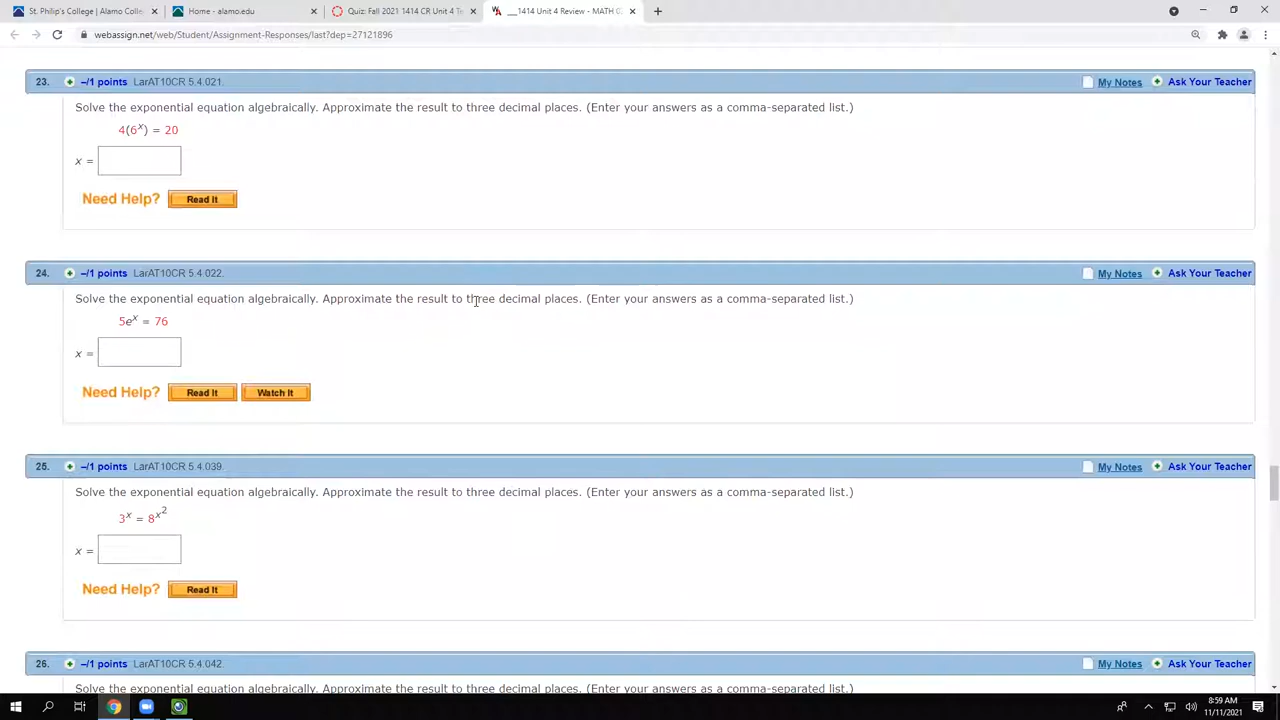 St. Philip's College | Alamo Colle
Home - alamo.edu
Quiz: Fall 2021 1414 CR Unit 4 Te
___1414 Unit 4 Review - MATH 0
webassign.net/web/Student/Assignment-Responses/last?dep=27121896
23. –/1 points LarAT10CR 5.4.021. My Notes Ask Your Teacher
Solve the exponential equation algebraically. Approximate the result to three decimal places. (Enter your answers as a comma-separated list.)
4(6^x) = 20
x =
Need Help? Read It
24. –/1 points LarAT10CR 5.4.022. My Notes Ask Your Teacher
Solve the exponential equation algebraically. Approximate the result to three decimal places. (Enter your answers as a comma-separated list.)
5e^x = 76
x =
Need Help? Read It Watch It
25. –/1 points LarAT10CR 5.4.039. My Notes Ask Your Teacher
Solve the exponential equation algebraically. Approximate the result to three decimal places. (Enter your answers as a comma-separated list.)
3^x = 8^x^2
x =
Need Help? Read It
26. –/1 points LarAT10CR 5.4.042. My Notes Ask Your Teacher
Solve the exponential equation algebraically. Approximate the result to three decimal places. (Enter your answers as a comma-separated list.)
8:59 AM
11/11/2021